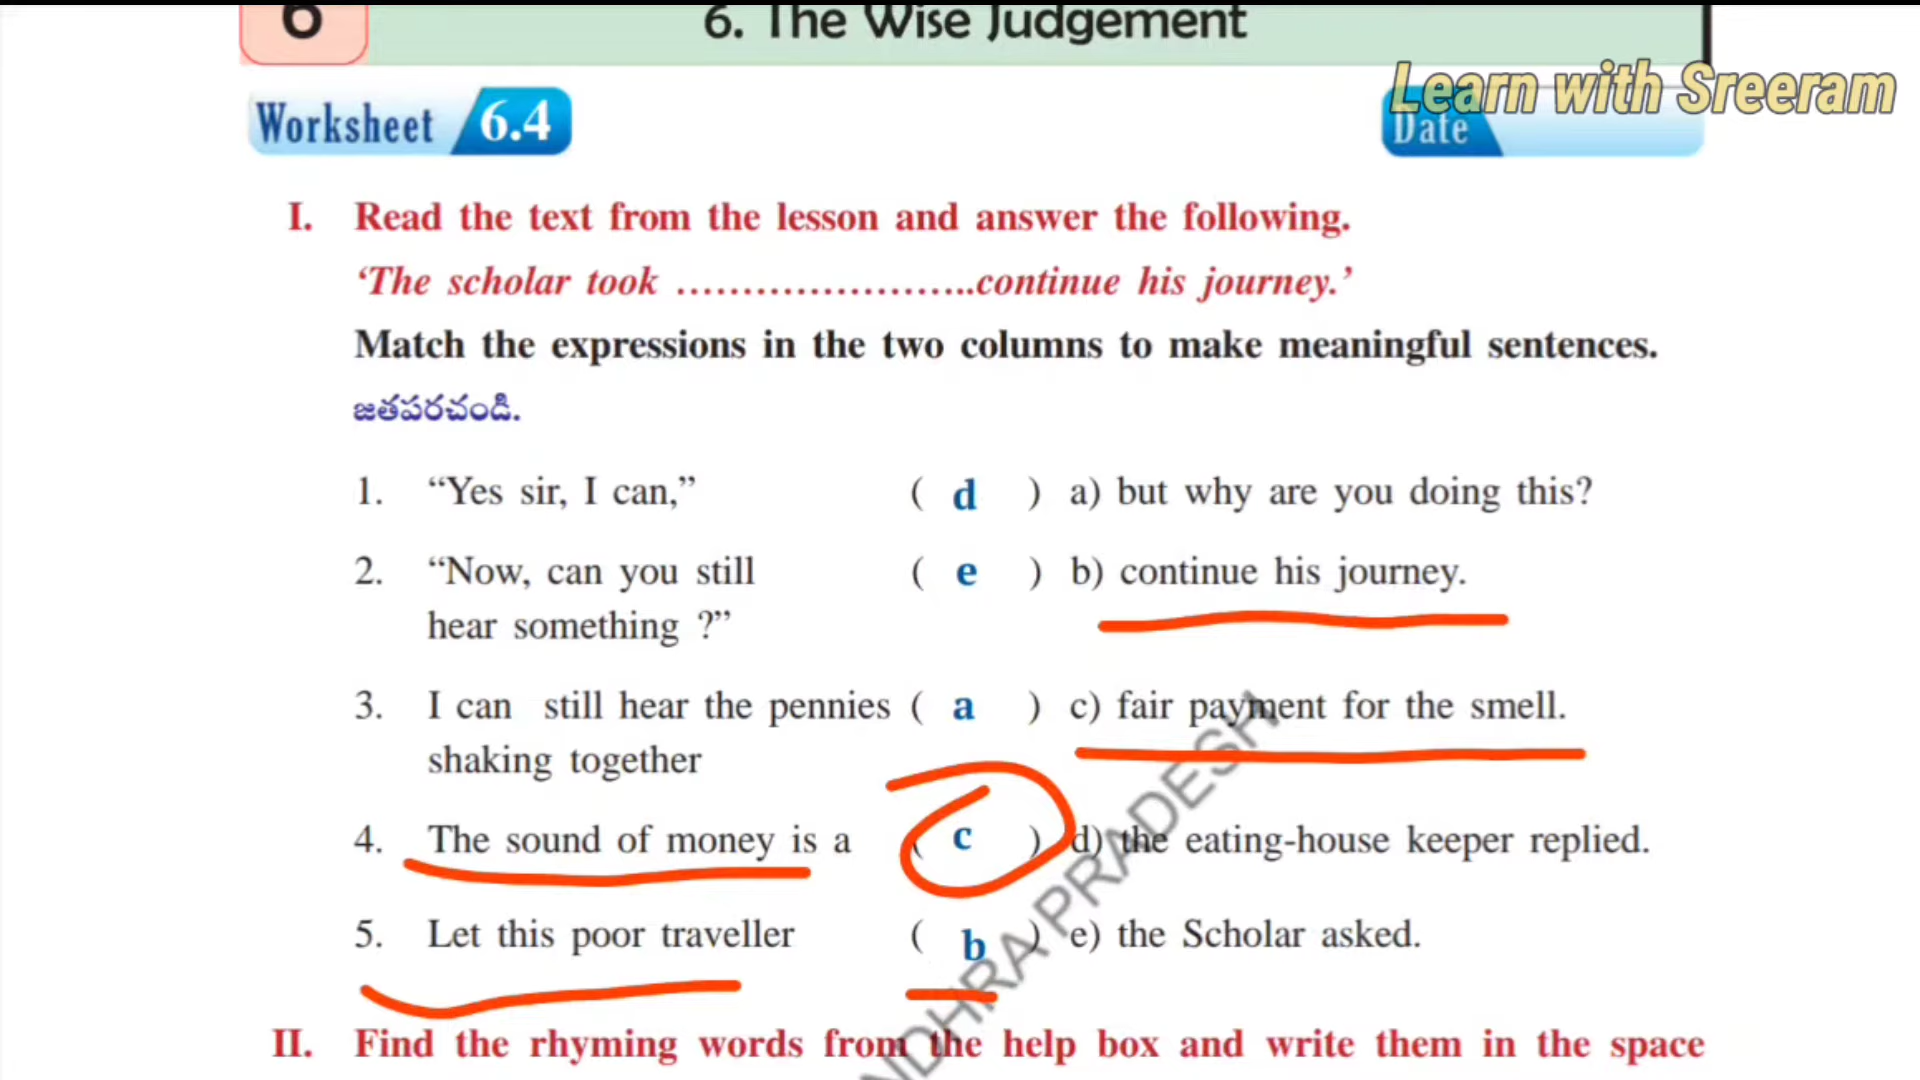 6
6. The Wise Judgement
Learn with Sreeram
Worksheet 6.4
Date
I. Read the text from the lesson and answer the following.
‘The scholar took ……………………..continue his journey.’
Match the expressions in the two columns to make meaningful sentences.
జతపరచండి.
1. “Yes sir, I can,” ( d ) a) but why are you doing this?
2. “Now, can you still ( e ) b) continue his journey.
hear something ?”
3. I can still hear the pennies ( a ) c) fair payment for the smell.
shaking together
4. The sound of money is a ( c ) d) the eating-house keeper replied.
5. Let this poor traveller ( b ) e) the Scholar asked.
II. Find the rhyming words from the help box and write them in the space
NDHRA PRADESH